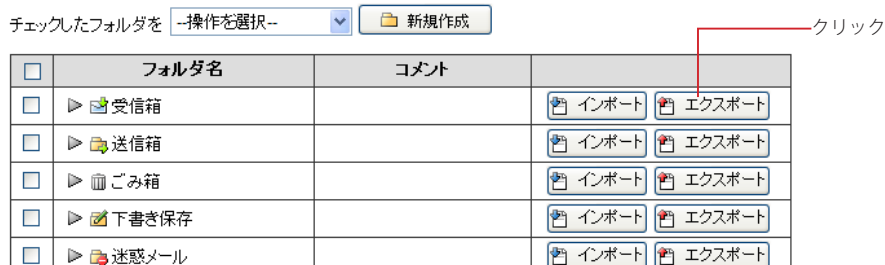 チェックしたフォルダを --操作を選択-- 新規作成
クリック
フォルダ名 コメント
受信箱 インポート エクスポート
送信箱 インポート エクスポート
ごみ箱 インポート エクスポート
下書き保存 インポート エクスポート
迷惑メール インポート エクスポート